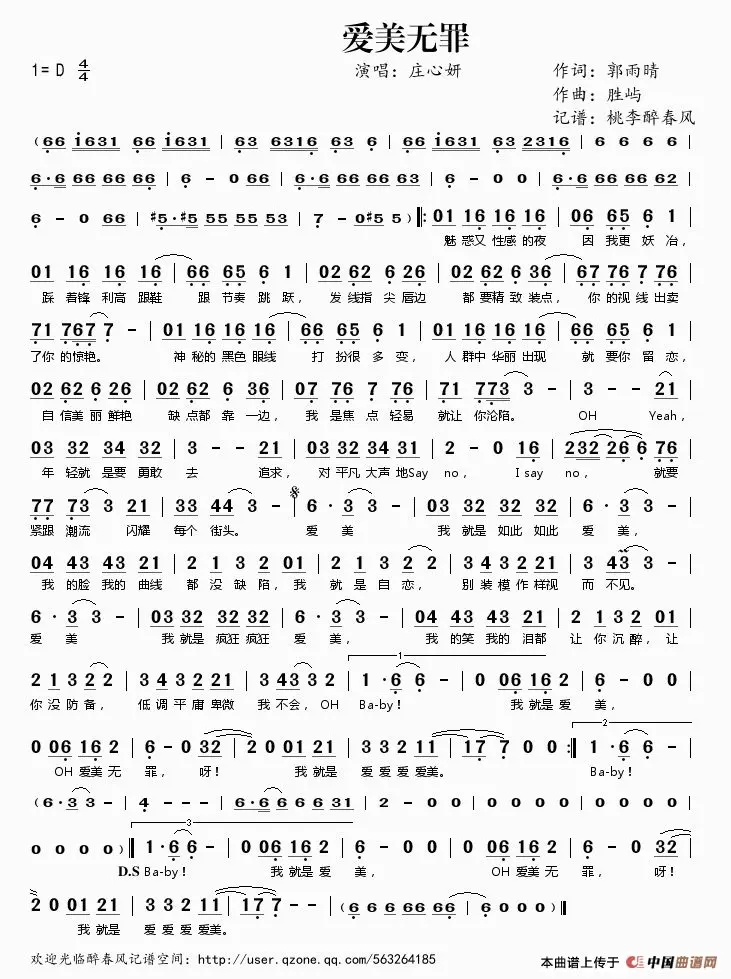 爱美无罪
1= D 4/4 演唱：庄心妍 作词：郭雨晴
作曲：胜屿
记谱：桃李醉春风
( 66 i631 66 i631 | 63 6316 63 6 | 66 i631 63 2316 | 6 6 6 6 |
6·6 66 66 66 | 6 - 0 66 | 6·6 66 66 63 | 6 - 0 | 6·6 66 66 62 |
6 - 0 66 | #5·#5 55 55 53 | 7 - 0#5 5 ) |: 01 16 16 16 | 06 65 6 1 |
魅惑又性感的夜 因我更妖冶，
01 16 16 16 | 66 65 6 1 | 02 62 6 62 | 02 62 6 36 | 67 76 7 76 |
踩着锋利高跟鞋 跟节奏跳跃， 发线指尖唇边 都要精致装点， 你的视线出卖
71 767 7 - | 01 16 16 16 | 66 65 6 1 | 01 16 16 16 | 66 65 6 1 |
了你的惊艳。 神秘的黑色眼线 打扮很多变， 人群中华丽出现 就要你留恋，
02 62 6 26 | 02 62 6 36 | 07 76 7 76 | 71 773 3 - | 3 - - 21 |
自信美丽鲜艳 缺点都靠一边， 我是焦点轻易 就让你沦陷。 OH Yeah，
03 32 34 32 | 3 - - 21 | 03 32 34 31 | 2 - 0 16 | 232 26 6 76 |
年轻就是要勇敢去 追求， 对平凡大声地Say no， I say no， 就要
77 73 3 21 | 33 44 3 - | 6 · 3 3 - | 03 32 32 32 | 6 · 3 3 - |
紧跟潮流 闪耀每个街头。 爱美 我就是如此如此爱美，
04 43 43 21 | 2 1 3 2 01 | 2 1 3 2 2 | 3 4 3 2 21 | 3 43 3 - |
我的脸我的曲线 都没缺陷，我 就是自恋， 别装模作样视而不见。
6 · 3 3 - | 03 32 32 32 | 6 · 3 3 - | 04 43 43 21 | 2 1 3 2 01 |
爱美 我就是疯狂疯狂爱美， 我的笑我的泪都 让你沉醉，让
2 1 3 2 2 | 3 4 3 2 21 | 3 43 3 2 | 1 · 6 6 - | 0 06 16 2 | 6 - 0 0 |
你没防备， 低调平庸卑微 我不会，OH Ba-by！ 我就是爱美，
0 06 16 2 | 6 - 0 32 | 2 0 01 21 | 3 3 2 11 | 17 7 0 0 :| 1 · 6 6 - |
OH 爱美无罪，呀！ 我就是爱爱爱爱美。 Ba-by！
( 6 · 3 3 - | 4 - - - | 6·6 66 66 31 | 2 - 0 0 | 0 0 0 0 | 0 0 0 0 |
0 0 0 0 ) || 1 · 6 6 - | 0 06 16 2 | 6 - 0 0 | 0 06 16 2 | 6 - 0 32 |
D.S Ba-by！ 我就是爱美， OH 爱美无罪，呀！
2 0 01 21 | 3 3 2 11 | 17 7 - | ( 66 66 66 66 | 6 0 0 0 ) ||
我就是爱爱爱爱美。
欢迎光临醉春风记谱空间：http://user.qzone.qq.com/563264185
本曲谱上传于 中国曲谱网